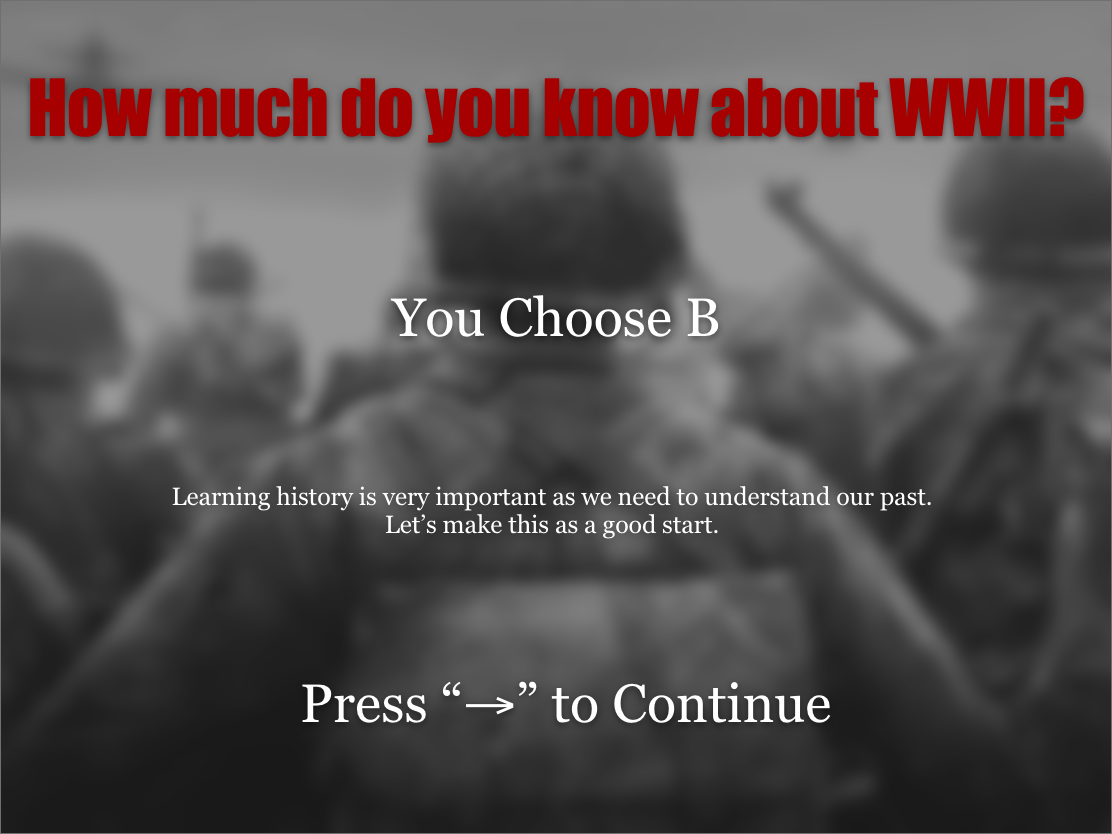 How much do you know about WWII?
You Choose B
Learning history is very important as we need to understand our past.
Let’s make this as a good start.
Press “→” to Continue